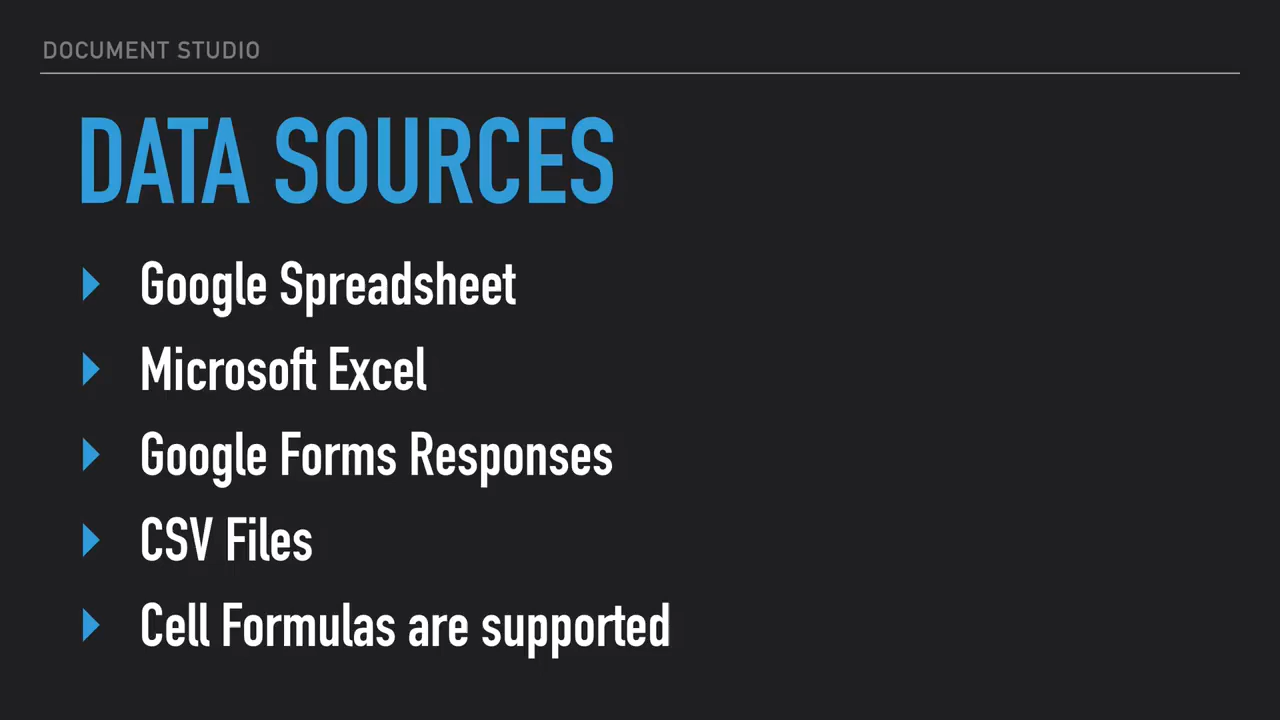 DOCUMENT STUDIO
DATA SOURCES
Google Spreadsheet
Microsoft Excel
Google Forms Responses
CSV Files
Cell Formulas are supported